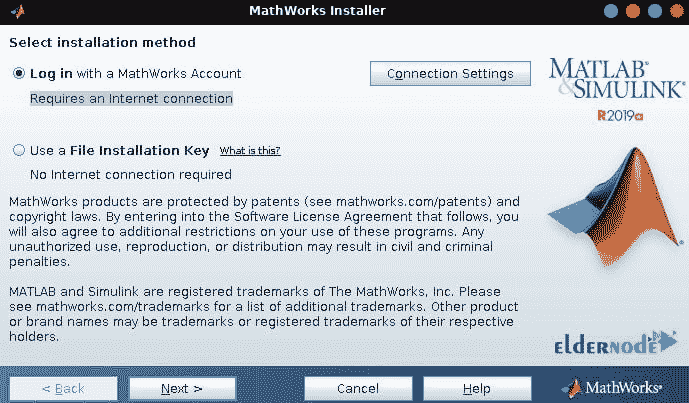 MathWorks Installer
Select installation method
Log in with a MathWorks Account
Connection Settings
Requires an Internet connection
MATLAB®
&SIMULINK®
R2019a
Use a File Installation Key What is this?
No Internet connection required
MathWorks products are protected by patents (see mathworks.com/patents) and
copyright laws. By entering into the Software License Agreement that follows, you
will also agree to additional restrictions on your use of these programs. Any
unauthorized use, reproduction, or distribution may result in civil and criminal
penalties.
MATLAB and Simulink are registered trademarks of The MathWorks, Inc. Please
see mathworks.com/trademarks for a list of additional trademarks. Other product
or brand names may be trademarks or registered trademarks of their respective
holders.
®
eldernode
< Back
Next >
Cancel
Help
MathWorks®